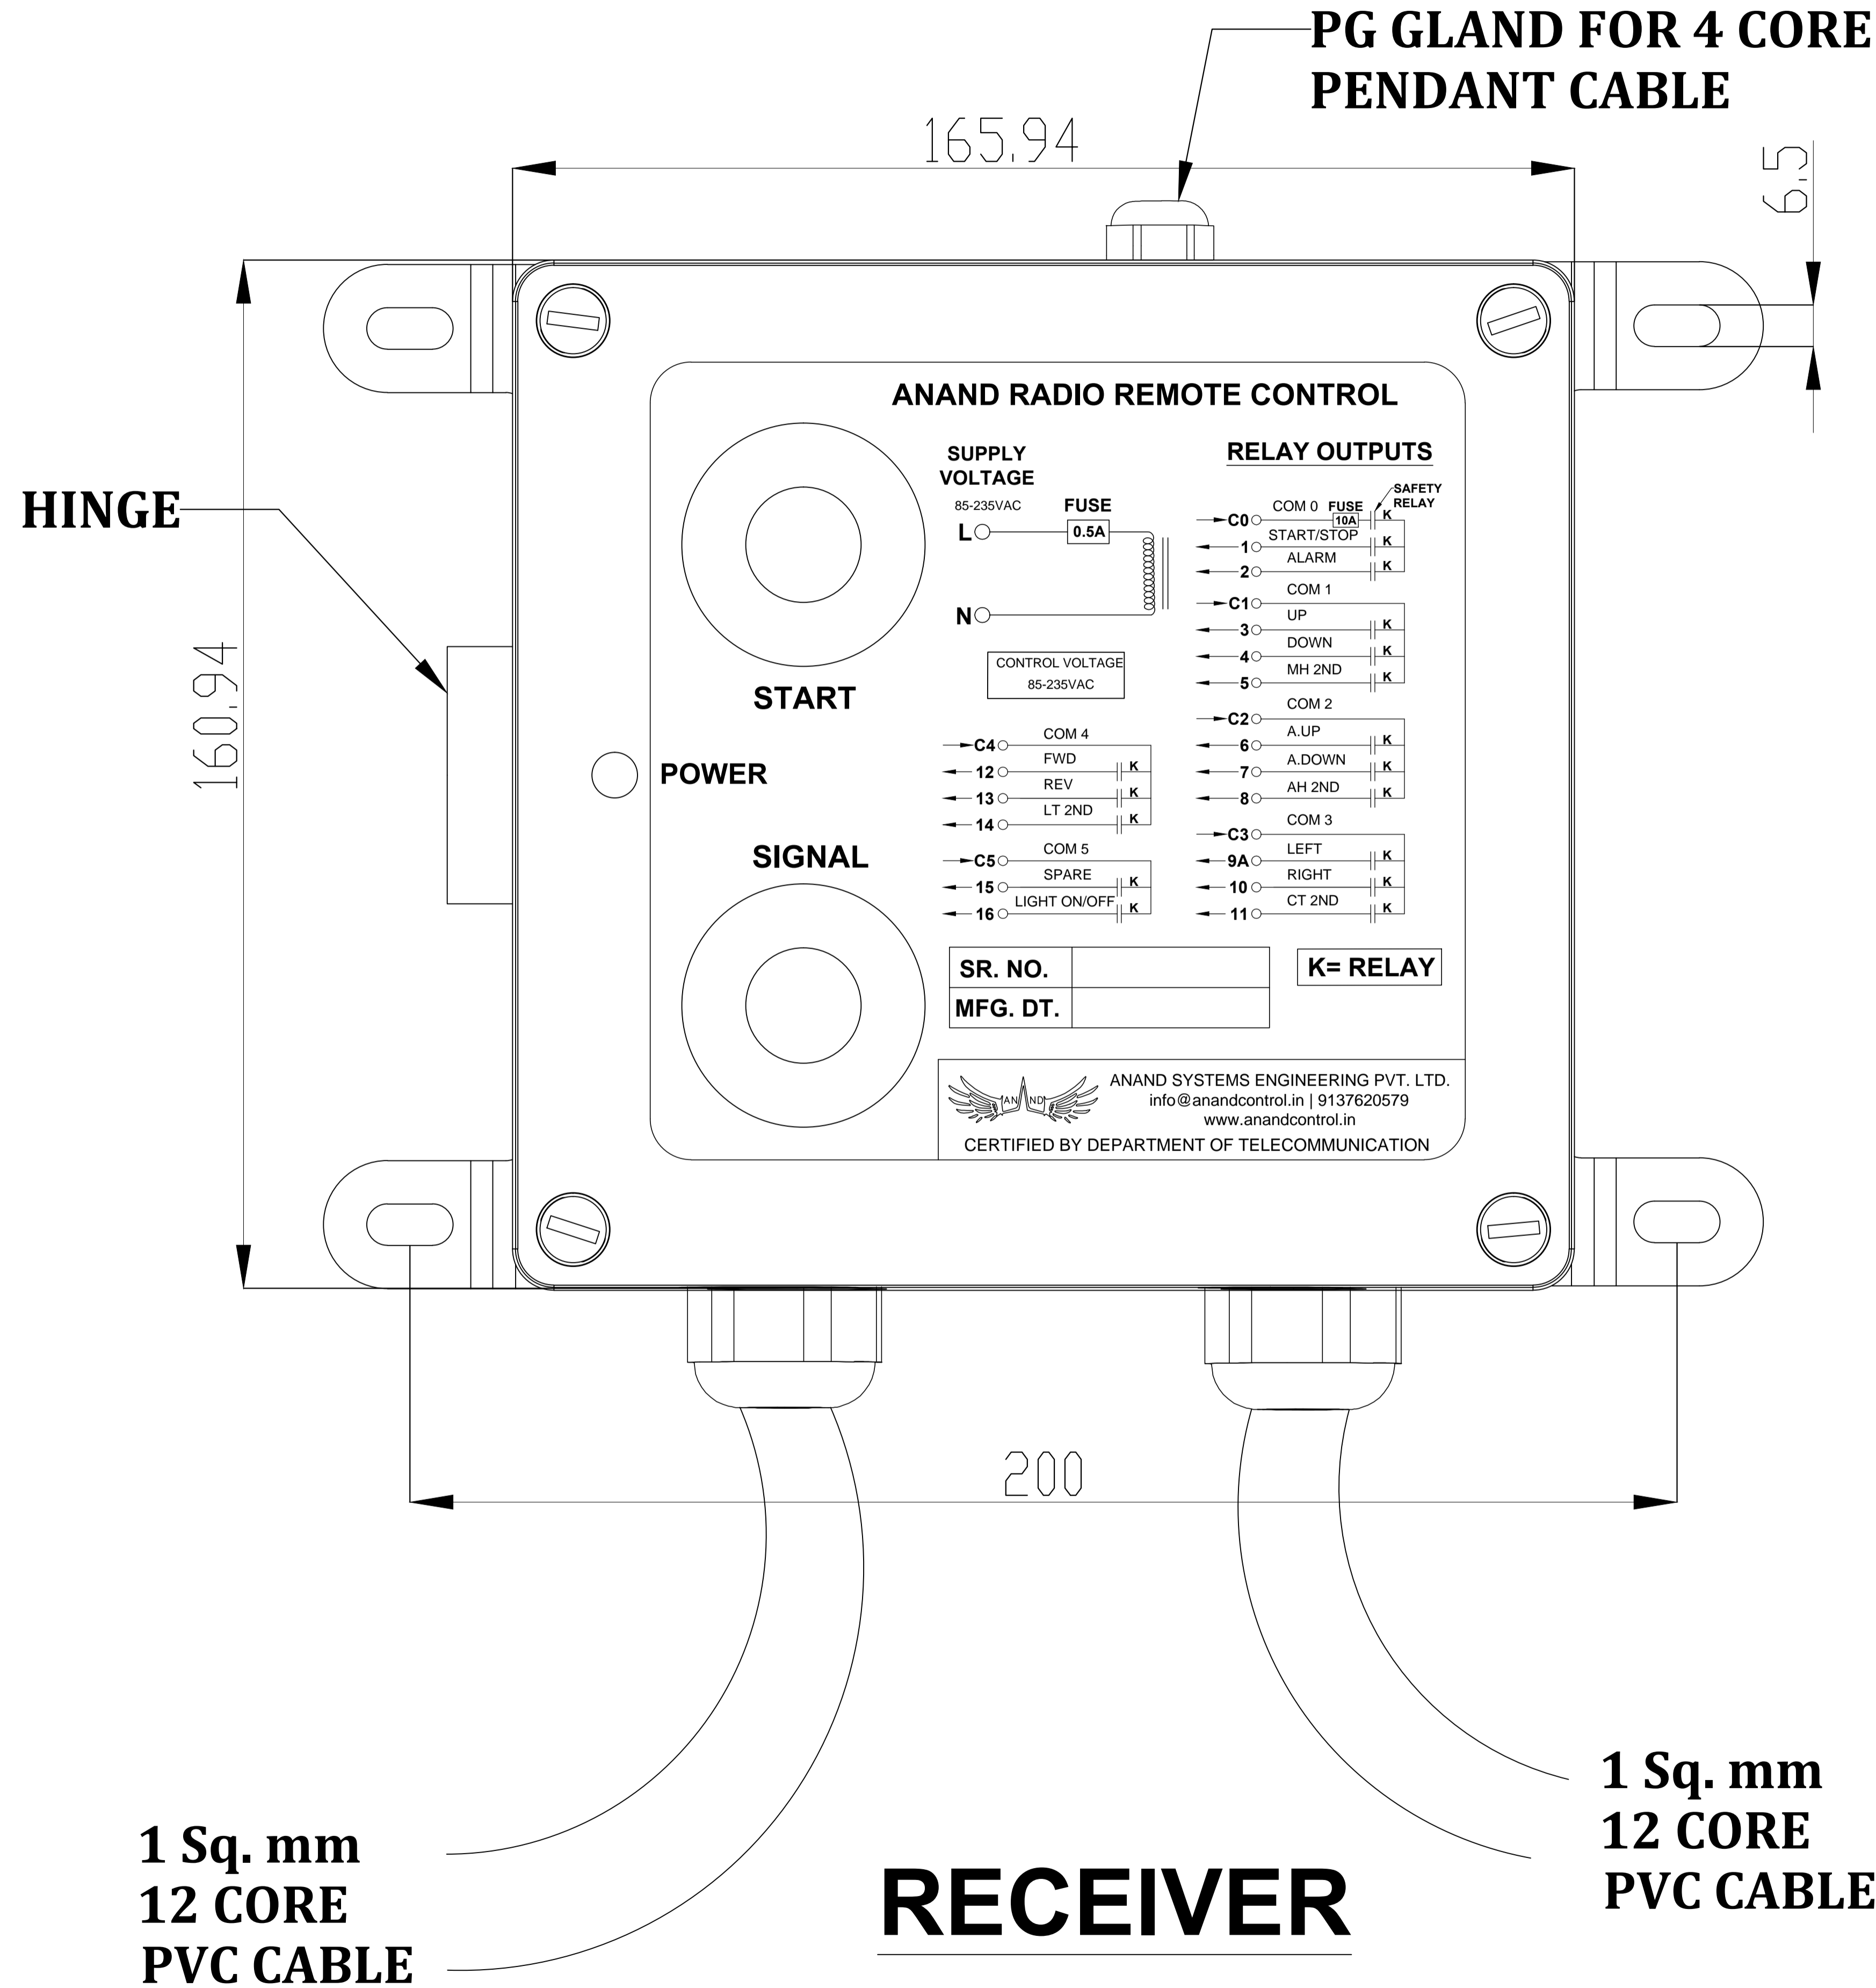 PG GLAND FOR 4 CORE
PENDANT CABLE
165.94
6.5
HINGE
160.94
ANAND RADIO REMOTE CONTROL
START
POWER
SIGNAL
SUPPLY
VOLTAGE
85-235VAC
FUSE
L
0.5A
N
CONTROL VOLTAGE
85-235VAC
COM 4
C4
FWD
12 K
REV
13 K
LT 2ND
14 K
COM 5
C5
SPARE
15 K
LIGHT ON/OFF
16 K
RELAY OUTPUTS
SAFETY
RELAY
COM 0 FUSE
C0 10A K
START/STOP
1 K
ALARM
2 K
COM 1
C1
UP
3 K
DOWN
4 K
MH 2ND
5 K
COM 2
C2
A.UP
6 K
A.DOWN
7 K
AH 2ND
8 K
COM 3
C3
LEFT
9A K
RIGHT
10 K
CT 2ND
11 K
SR. NO.
MFG. DT.
K= RELAY
ANAND
ANAND SYSTEMS ENGINEERING PVT. LTD.
info@anandcontrol.in | 9137620579
www.anandcontrol.in
CERTIFIED BY DEPARTMENT OF TELECOMMUNICATION
200
1 Sq. mm
12 CORE
PVC CABLE
1 Sq. mm
12 CORE
PVC CABLE
RECEIVER